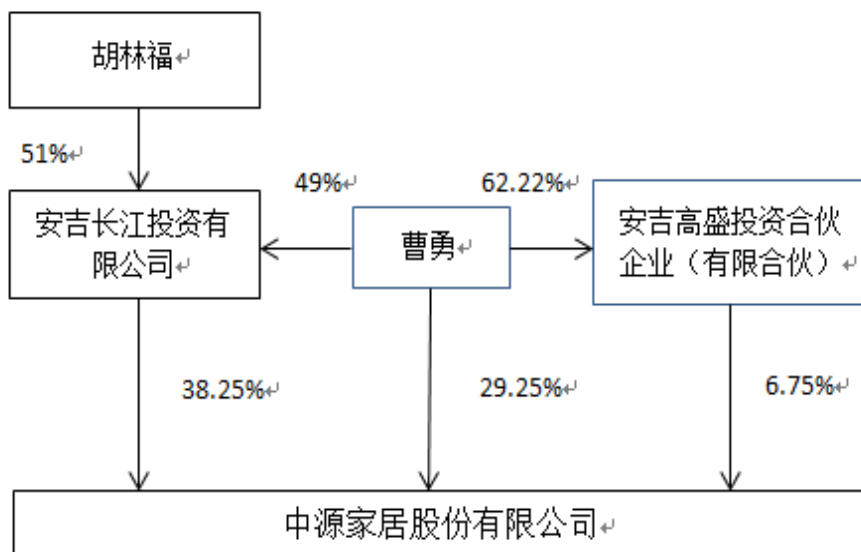 胡林福↵
51%↵
49%↵
62.22%↵
安吉长江投资有
限公司↵
曹勇↵
安吉高盛投资合伙
企业（有限合伙）↵
38.25%↵
29.25%↵
6.75%↵
中源家居股份有限公司↵